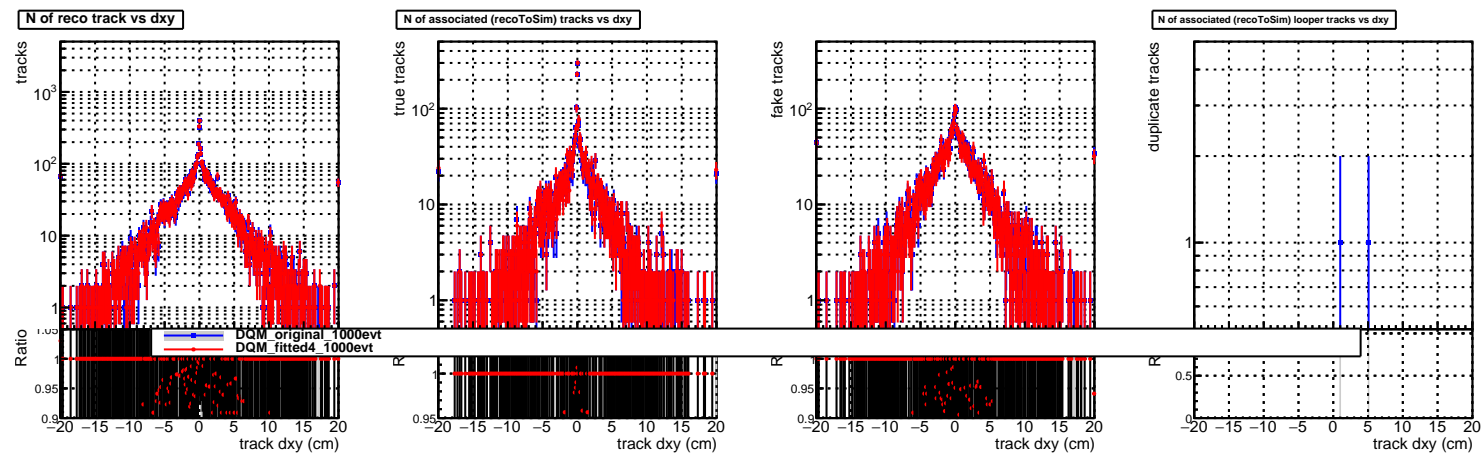 N of reco track vs dxy
tracks
10³
10²
10
1
Ratio
1.05
1
0.95
0.9
−20 −15 −10 −5 0 5 10 15 20
track dxy (cm)
N of associated (recoToSim) tracks vs dxy
true tracks
10²
10
1
1
0.95
−20 −15 −10 −5 0 5 10 15 20
track dxy (cm)
fake tracks
10²
10
1
1
0.95
0.9
−20 −15 −10 −5 0 5 10 15 20
track dxy (cm)
N of associated (recoToSim) looper tracks vs dxy
duplicate tracks
1
0.5
0
−20 −15 −10 −5 0 5 10 15 20
track dxy (cm)
DQM_original_1000evt
DQM_fitted4_1000evt